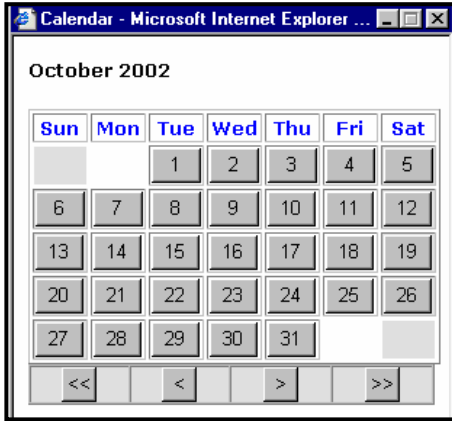 Calendar - Microsoft Internet Explorer ...
October 2002
Sun Mon Tue Wed Thu Fri Sat
1 2 3 4 5
6 7 8 9 10 11 12
13 14 15 16 17 18 19
20 21 22 23 24 25 26
27 28 29 30 31
<< < > >>